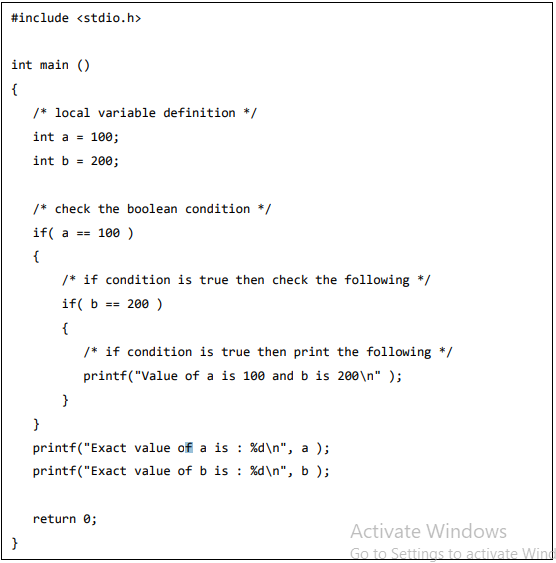 #include <stdio.h>
int main ()
{
/* local variable definition */
int a = 100;
int b = 200;
/* check the boolean condition */
if( a == 100 )
{
/* if condition is true then check the following */
if( b == 200 )
{
/* if condition is true then print the following */
printf("Value of a is 100 and b is 200\n" );
}
}
printf("Exact value of a is : %d\n", a );
printf("Exact value of b is : %d\n", b );
return 0;
}
Activate Windows
Go to Settings to activate Wind